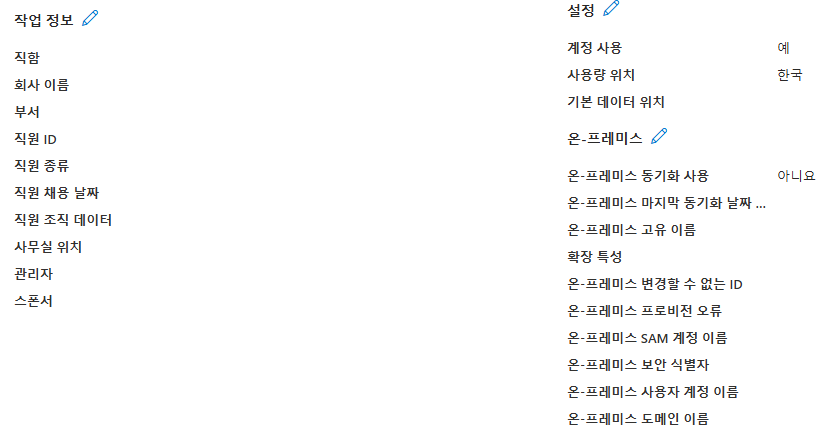 작업 정보
직함
회사 이름
부서
직원 ID
직원 종류
직원 채용 날짜
직원 조직 데이터
사무실 위치
관리자
스폰서
설정
계정 사용 예
사용량 위치 한국
기본 데이터 위치
온-프레미스
온-프레미스 동기화 사용 아니요
온-프레미스 마지막 동기화 날짜 ...
온-프레미스 고유 이름
확장 특성
온-프레미스 변경할 수 없는 ID
온-프레미스 프로비전 오류
온-프레미스 SAM 계정 이름
온-프레미스 보안 식별자
온-프레미스 사용자 계정 이름
온-프레미스 도메인 이름